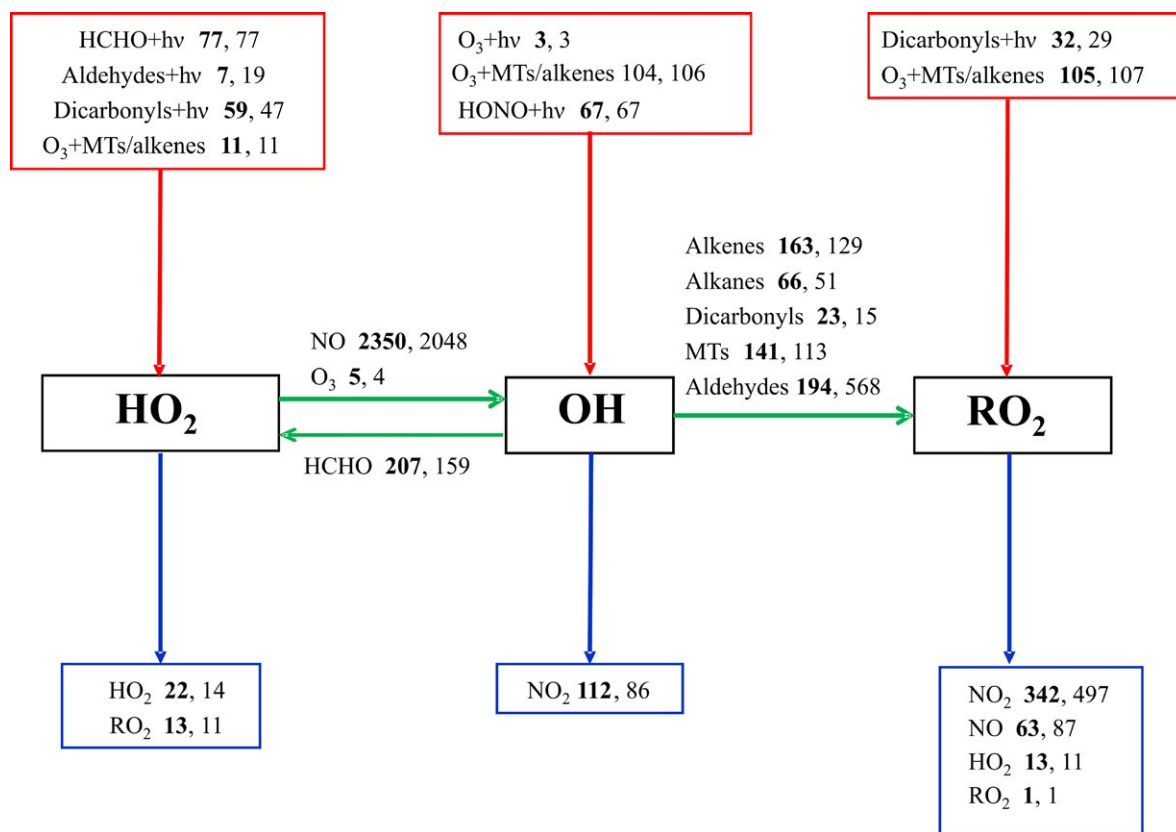 HCHO+hν 77, 77
Aldehydes+hν 7, 19
Dicarbonyls+hν 59, 47
O₃+MTs/alkenes 11, 11
O₃+hν 3, 3
O₃+MTs/alkenes 104, 106
HONO+hν 67, 67
Dicarbonyls+hν 32, 29
O₃+MTs/alkenes 105, 107
Alkenes 163, 129
Alkanes 66, 51
Dicarbonyls 23, 15
MTs 141, 113
Aldehydes 194, 568
NO 2350, 2048
O₃ 5, 4
HO₂
OH
RO₂
HCHO 207, 159
HO₂ 22, 14
RO₂ 13, 11
NO₂ 112, 86
NO₂ 342, 497
NO 63, 87
HO₂ 13, 11
RO₂ 1, 1